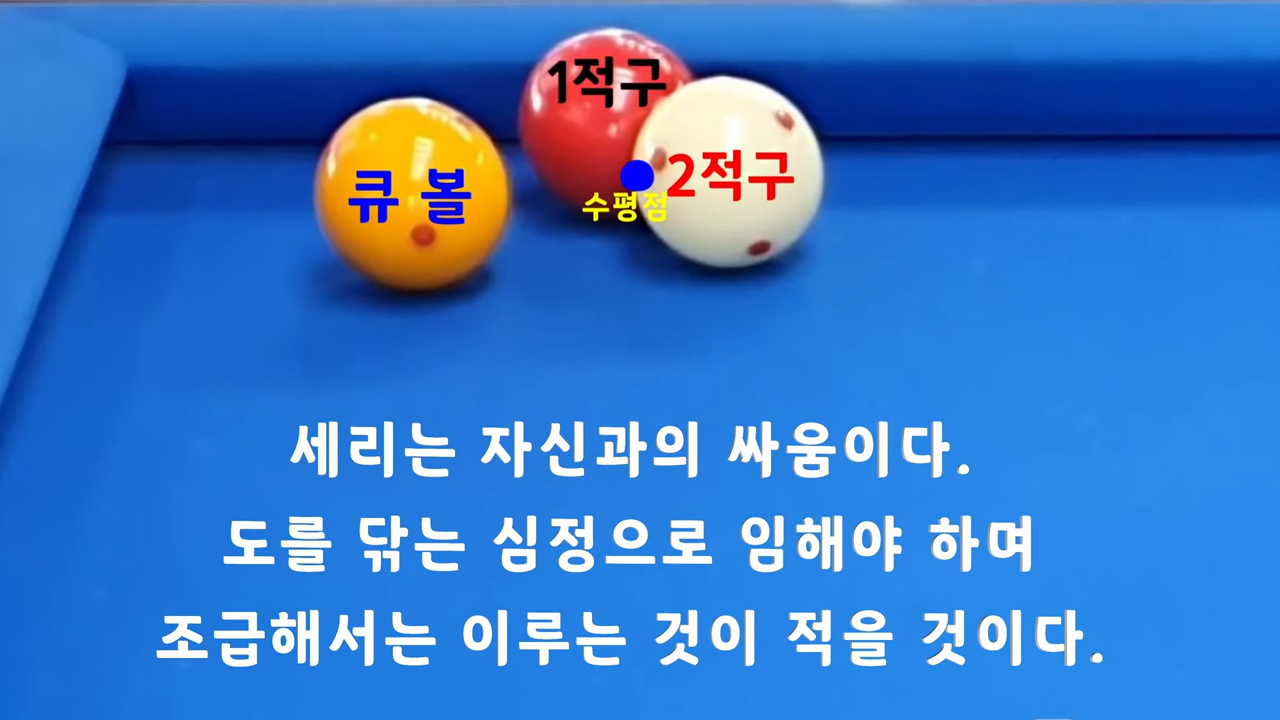 1적구
큐 볼
2적구
수평점
세리는 자신과의 싸움이다.
도를 닦는 심정으로 임해야 하며
조급해서는 이루는 것이 적을 것이다.